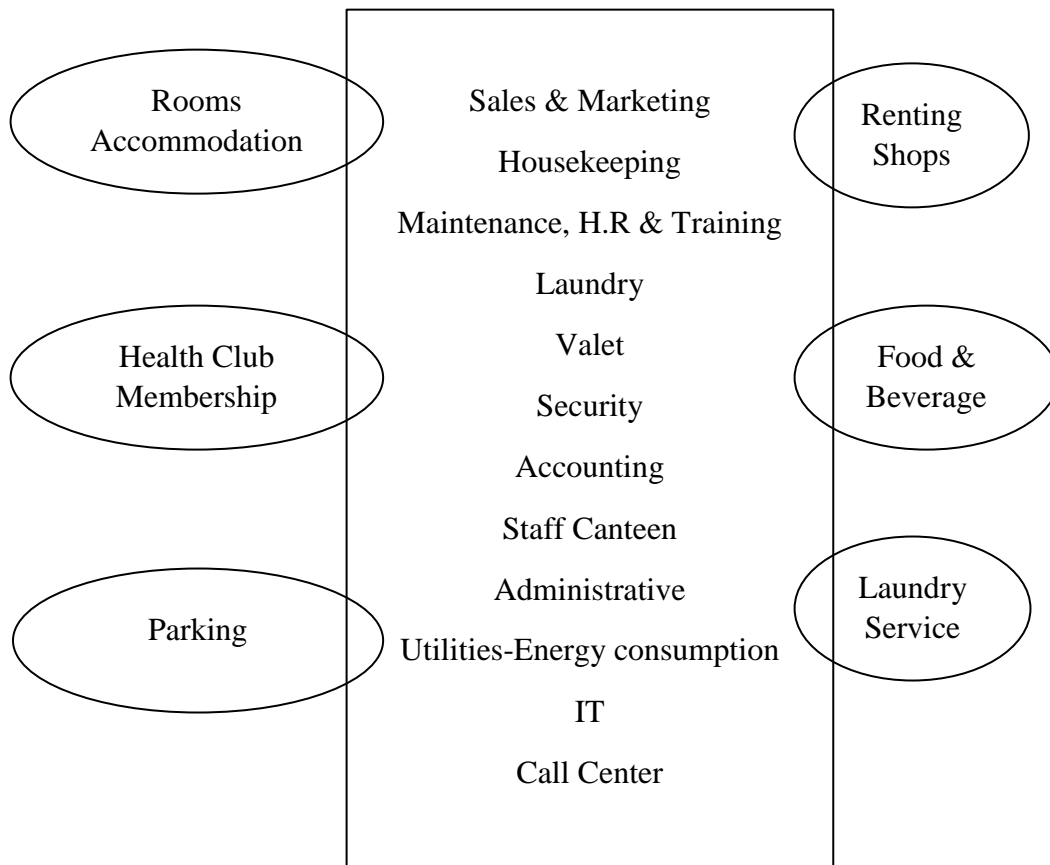 Rooms
Accommodation
Health Club
Membership
Parking
Sales & Marketing
Housekeeping
Maintenance, H.R & Training
Laundry
Valet
Security
Accounting
Staff Canteen
Administrative
Utilities-Energy consumption
IT
Call Center
Renting
Shops
Food &
Beverage
Laundry
Service